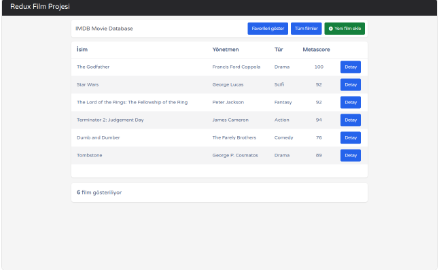 Redux Film Projesi
IMDB Movie Database
Favorileri göster
Tüm filmler
Yeni film ekle
İsim Yönetmen Tür Metascore
The Godfather Francis Ford Coppola Drama 100 Detay
Star Wars George Lucas Scifi 92 Detay
The Lord of the Rings: The Fellowship of the Ring Peter Jackson Fantasy 92 Detay
Terminator 2: Judgement Day James Cameron Action 94 Detay
Dumb and Dumber The Farely Brothers Comedy 76 Detay
Tombstone George P. Cosmatos Drama 89 Detay
6 film gösteriliyor